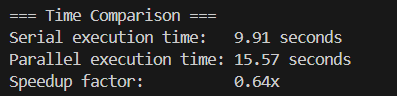 === Time Comparison ===
Serial execution time:   9.91 seconds
Parallel execution time: 15.57 seconds
Speedup factor:          0.64x